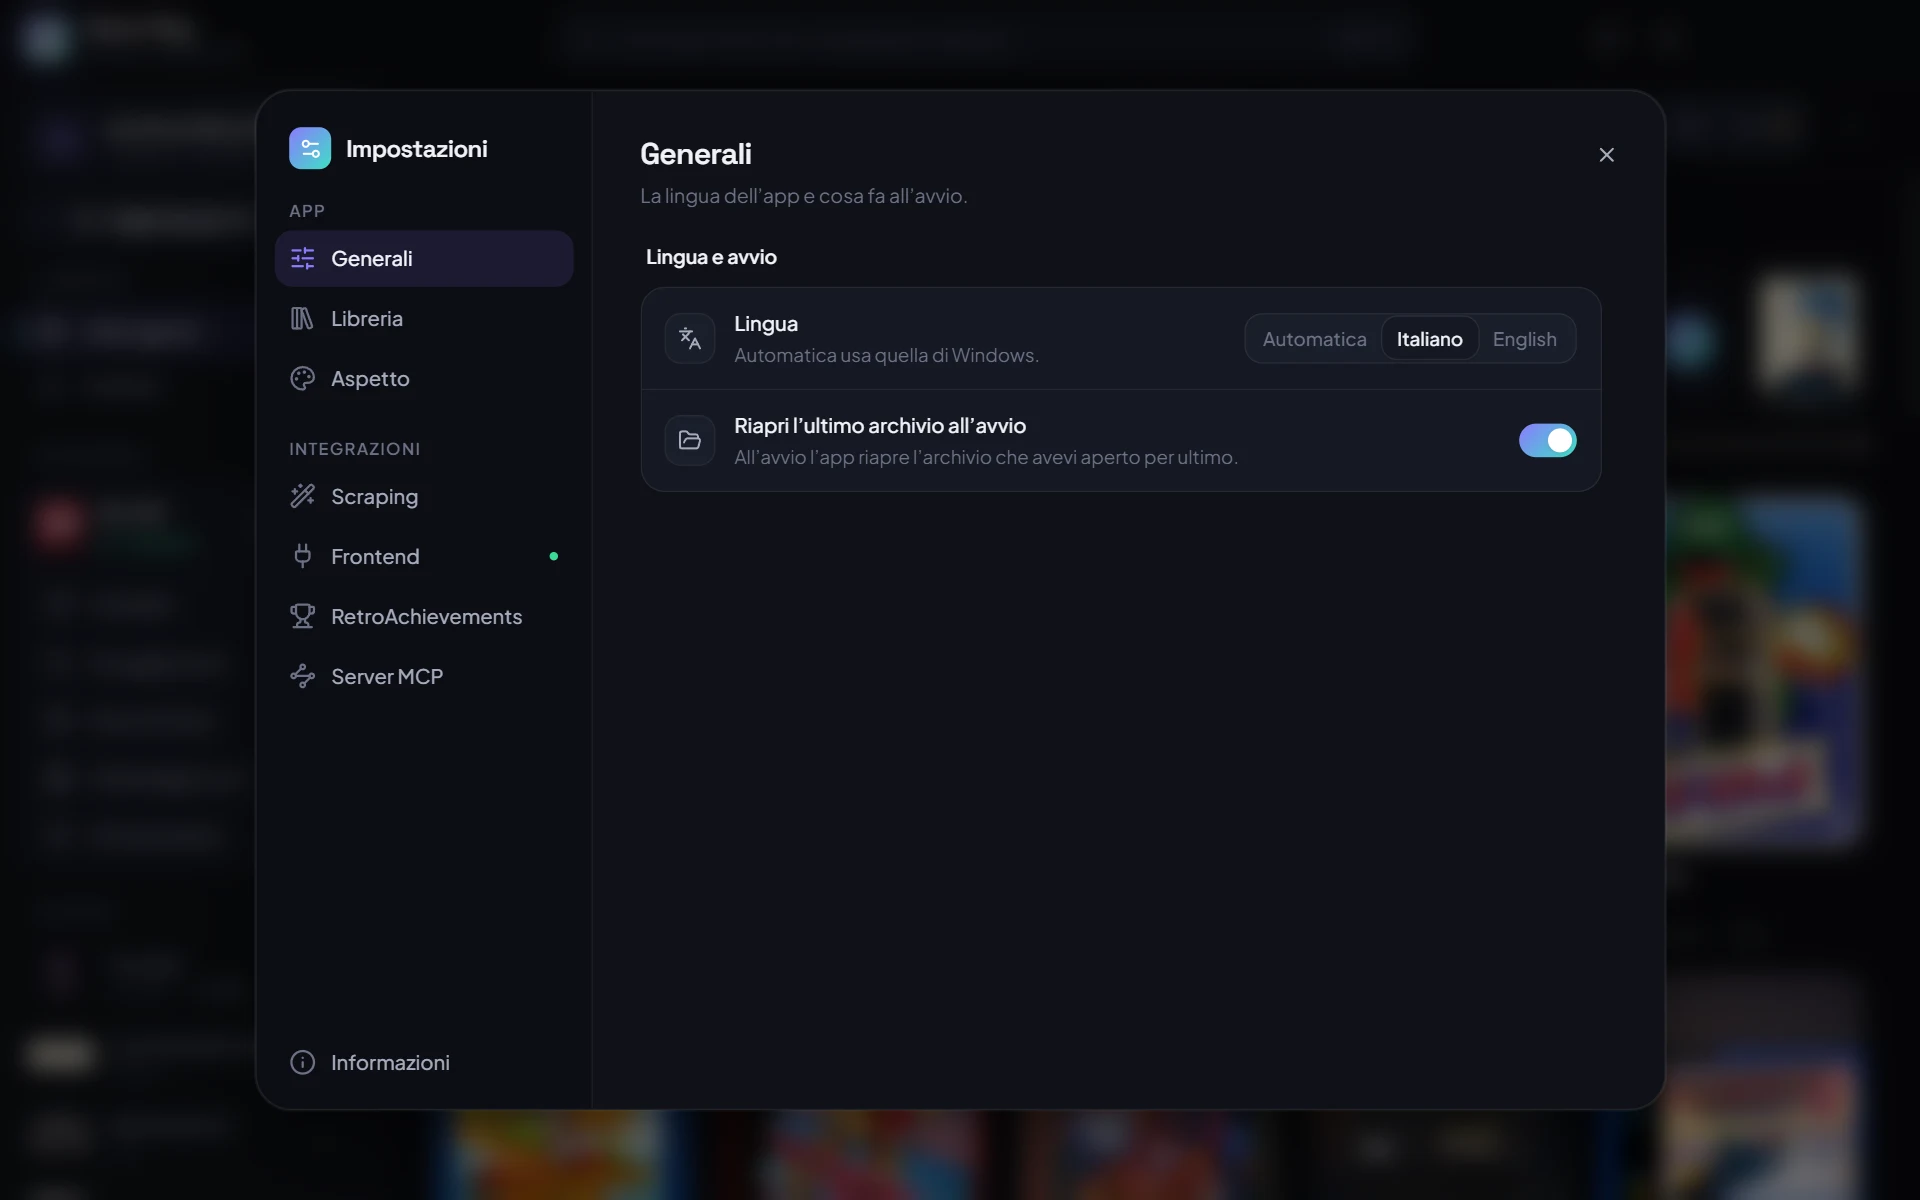 Impostazioni
APP
Generali
Libreria
Aspetto
INTEGRAZIONI
Scraping
Frontend
RetroAchievements
Server MCP
Informazioni
Generali
La lingua dell’app e cosa fa all’avvio.
Lingua e avvio
Lingua
Automatica usa quella di Windows.
Automatica Italiano English
Riapri l’ultimo archivio all’avvio
All’avvio l’app riapre l’archivio che avevi aperto per ultimo.